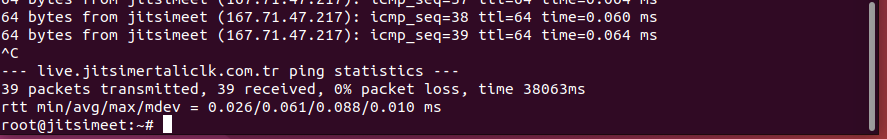 64 bytes from jitsimeet (167.71.47.217): icmp_seq=37 ttl=64 time=0.064 ms
64 bytes from jitsimeet (167.71.47.217): icmp_seq=38 ttl=64 time=0.060 ms
64 bytes from jitsimeet (167.71.47.217): icmp_seq=39 ttl=64 time=0.064 ms
^C
--- live.jitsimertaliclk.com.tr ping statistics ---
39 packets transmitted, 39 received, 0% packet loss, time 38063ms
rtt min/avg/max/mdev = 0.026/0.061/0.088/0.010 ms
root@jitsimeet:~#